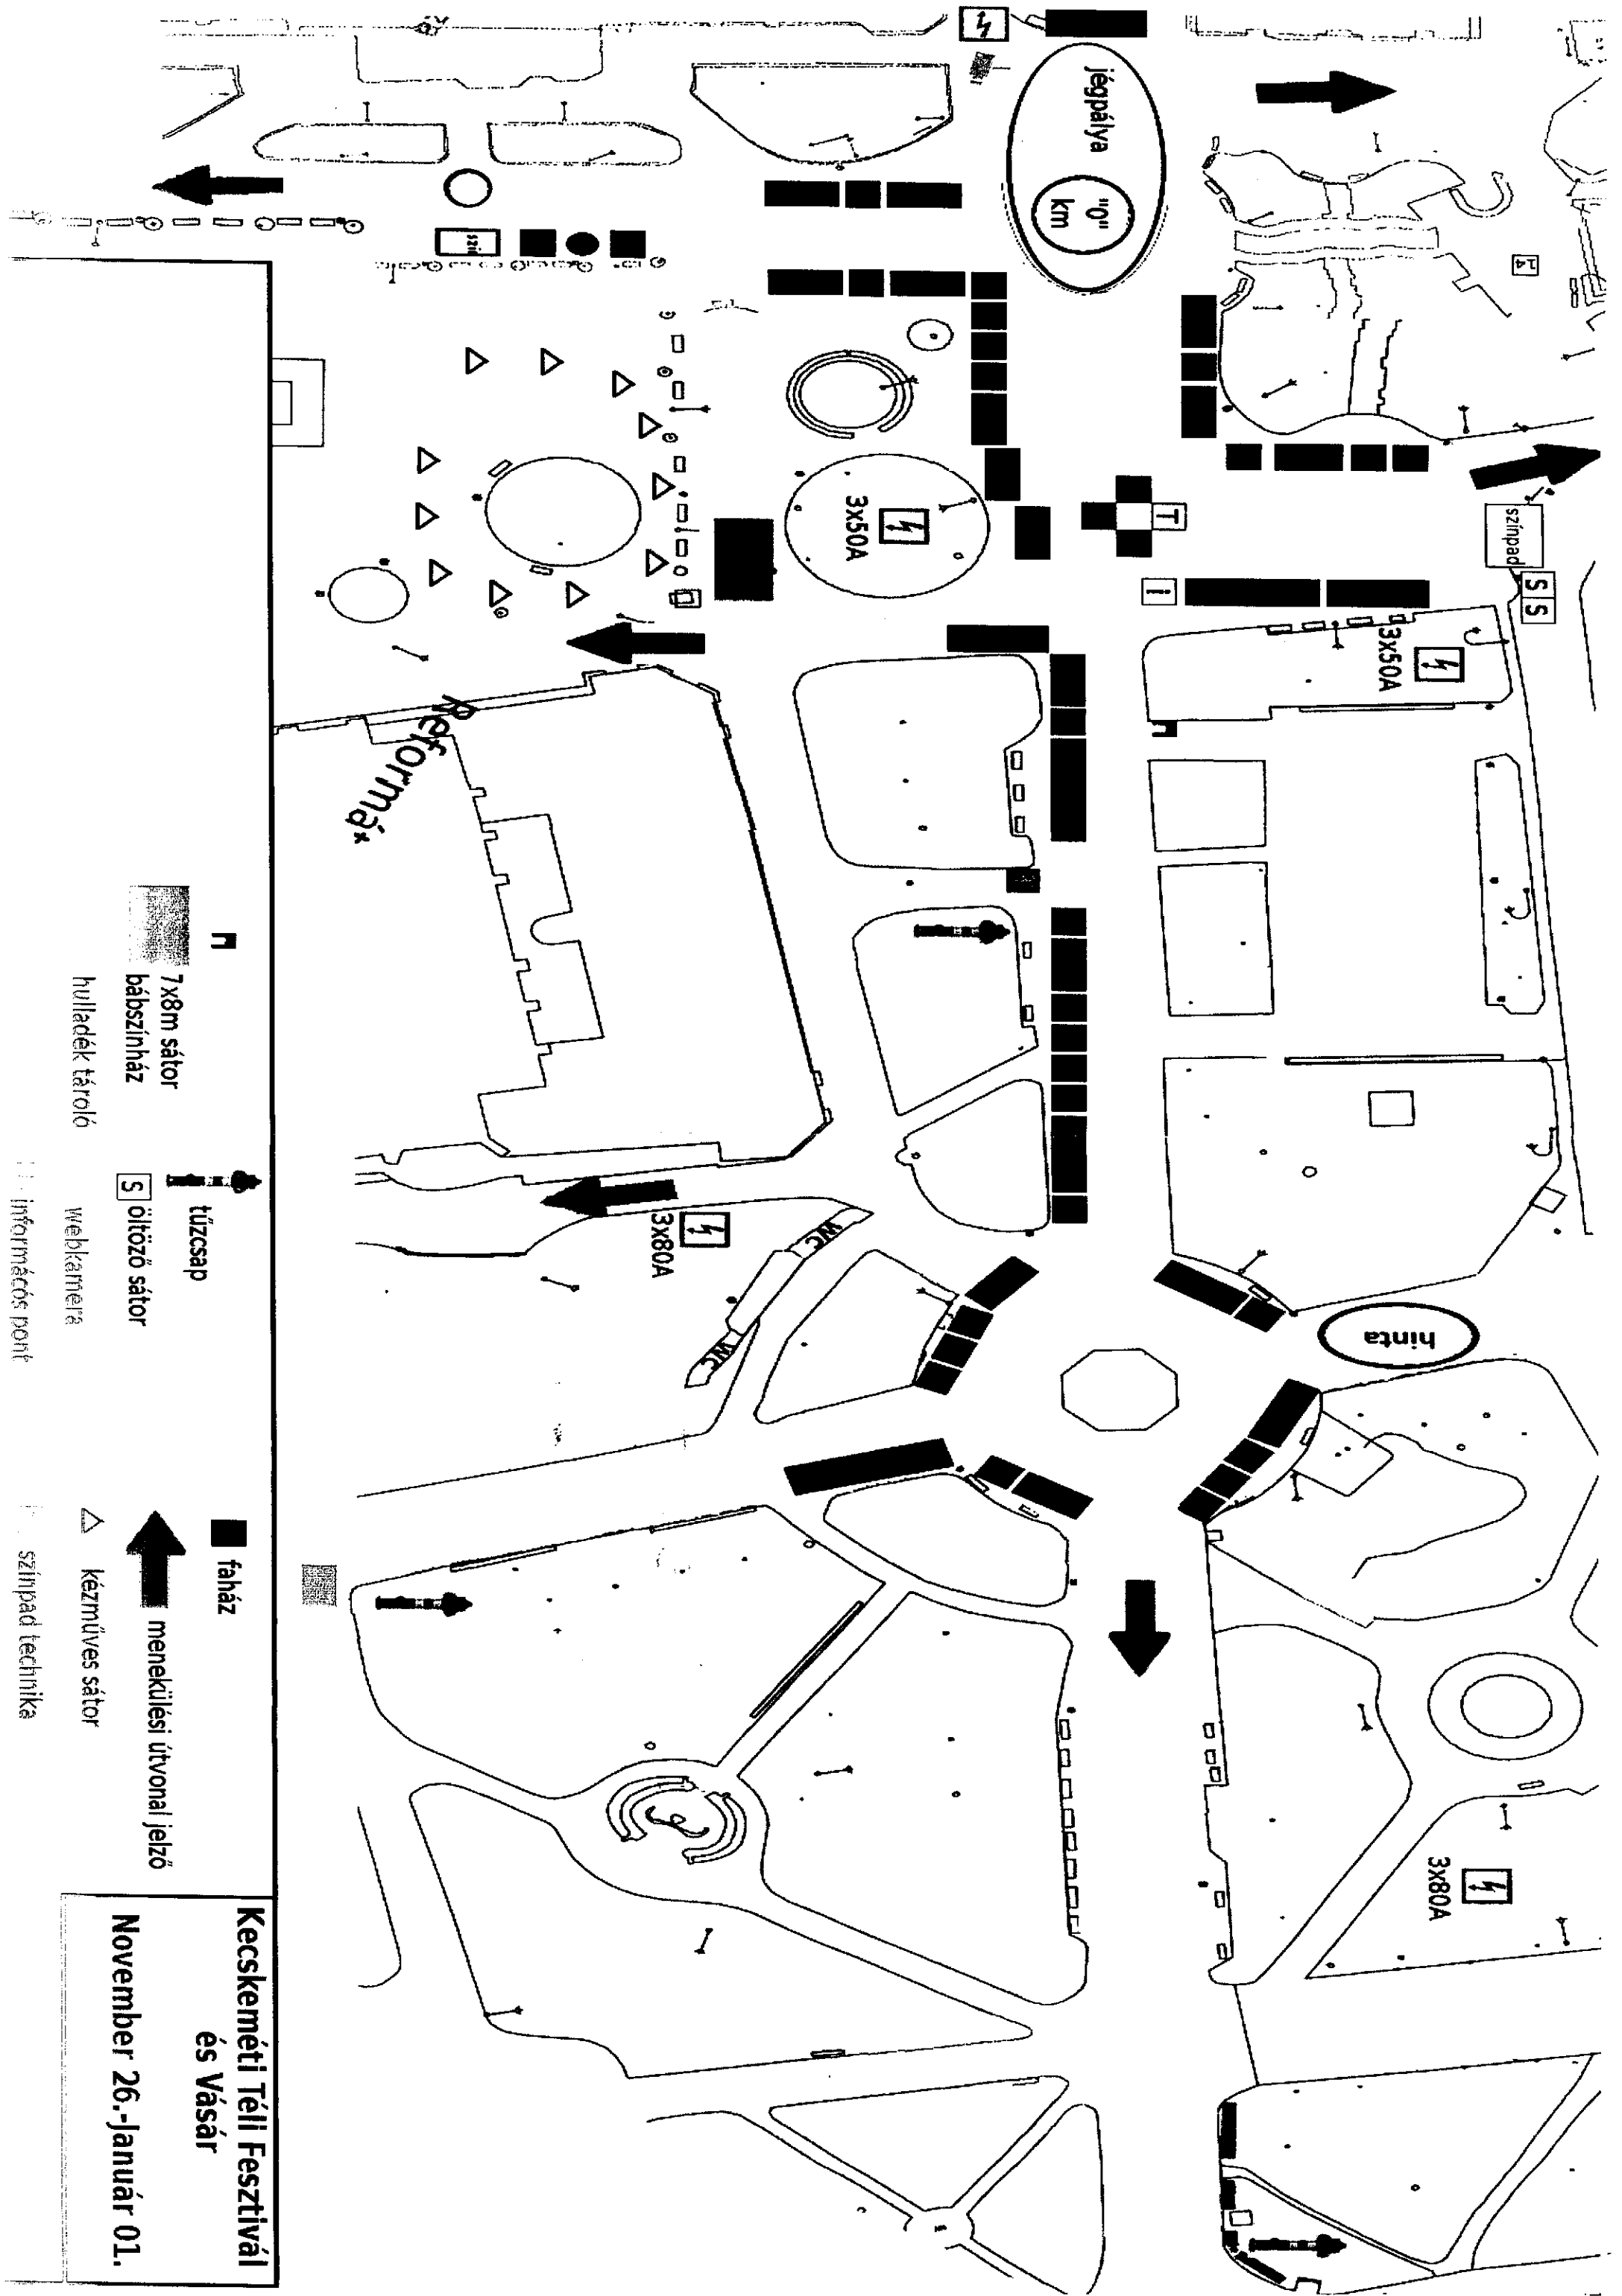 jégpálya
"0"
km
színpad
S S
T
i
3x50A
3x50A
Reformá
hinta
WC
WC
3x80A
3x80A
7x8m sátor
bábszínház
hulladék tároló
tűzcsap
S öltöző sátor
webkamera
információs pont
faház
menekülési útvonal jelző
kézműves sátor
színpad technika
Kecskeméti Téli Fesztivál
és Vásár
November 26.-Január 01.